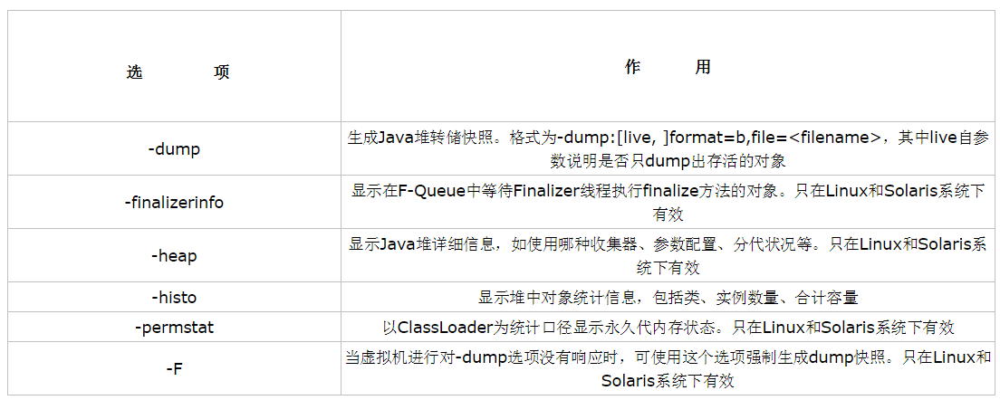 选 项
作 用
-dump
生成Java堆转储快照。格式为-dump:[live, ]format=b,file=<filename>，其中live自参
数说明是否只dump出存活的对象
-finalizerinfo
显示在F-Queue中等待Finalizer线程执行finalize方法的对象。只在Linux和Solaris系统下
有效
-heap
显示Java堆详细信息，如使用哪种收集器、参数配置、分代状况等。只在Linux和Solaris系
统下有效
-histo
显示堆中对象统计信息，包括类、实例数量、合计容量
-permstat
以ClassLoader为统计口径显示永久代内存状态。只在Linux和Solaris系统下有效
-F
当虚拟机进行对-dump选项没有响应时，可使用这个选项强制生成dump快照。只在Linux和
Solaris系统下有效